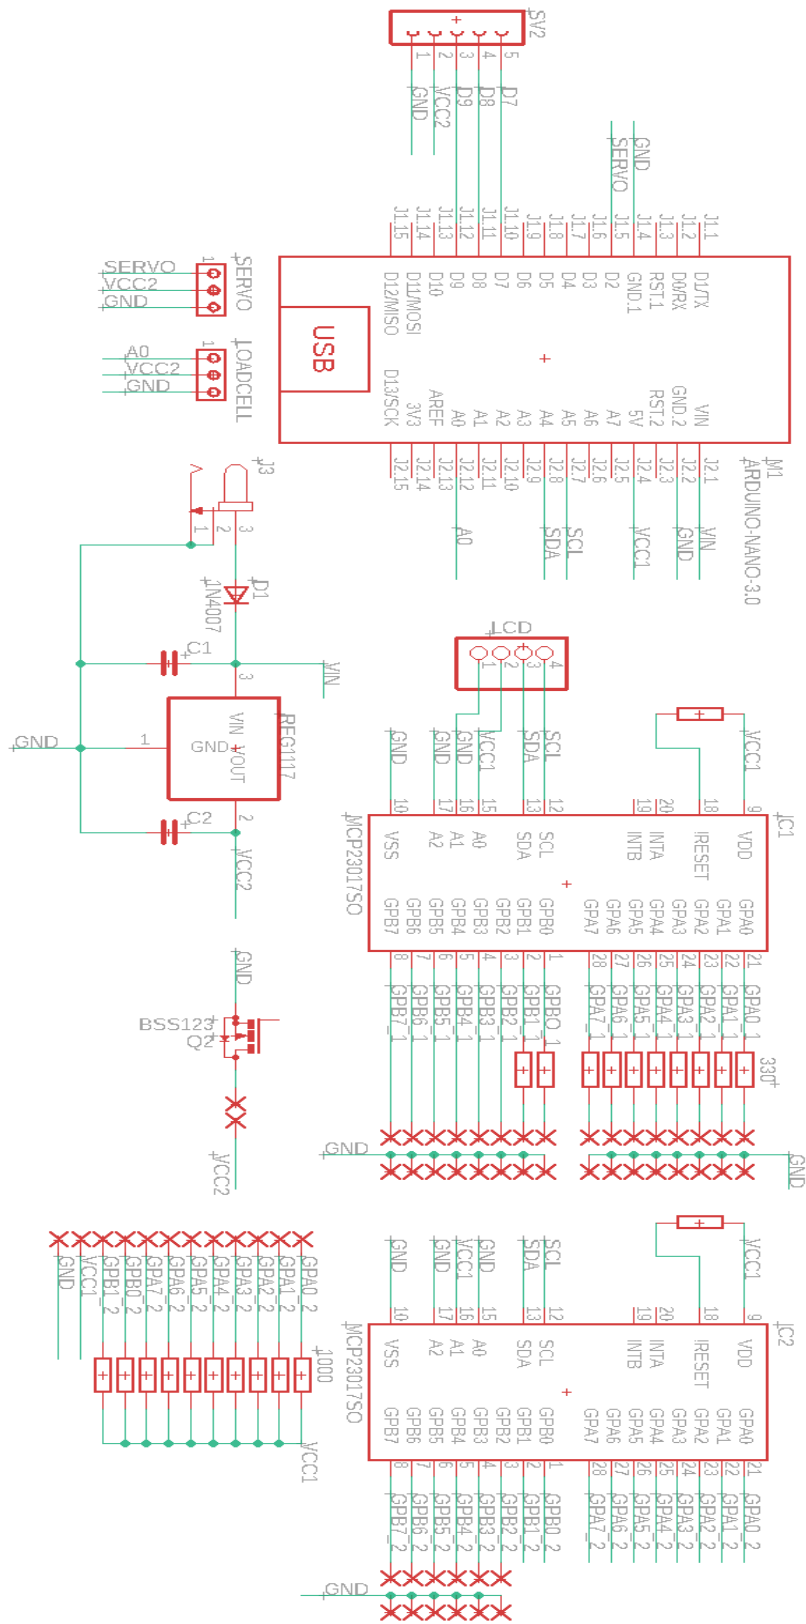 SV2
1
2
3
4
5
GND
VCC2
D9
D8
D7
SERVO
GND
J1.15
J1.14
J1.13
J1.12
J1.11
J1.10
J1.9
J1.8
J1.7
J1.6
J1.5
J1.4
J1.3
J1.2
J1.1
D12/MISO
D11/MOSI
D10
D9
D8
D7
D6
D5
D4
D3
D2
GND.1
RST.1
D0/RX
D1/TX
USB
D13/SCK
3V3
AREF
A0
A1
A2
A3
A4
A5
A6
A7
5V
RST.2
GND.2
VIN
J2.15
J2.14
J2.13
J2.12
J2.11
J2.10
J2.9
J2.8
J2.7
J2.6
J2.5
J2.4
J2.3
J2.2
J2.1
M1
ARDUINO-NANO-3.0
A0
SDA
SCL
VCC1
GND
VIN
SERVO
1
SERVO
VCC2
GND
LOADCELL
1
A0
VCC2
GND
J3
1
2
3
D1
1N4007
C1
VIN
3
REG1117
VIN
VOUT
GND
1
GND
2
C2
VCC2
GND
BSS123
Q2
VCC2
LCD
1
2
3
4
GND
GND
GND
VCC1
SDA
SCL
VCC1
10
17
16
15
13
12
19
20
18
9
IC1
MCP23017SO
VSS
A2
A1
A0
SDA
SCL
INTB
INTA
!RESET
VDD
GPB7
GPB6
GPB5
GPB4
GPB3
GPB2
GPB1
GPB0
GPA7
GPA6
GPA5
GPA4
GPA3
GPA2
GPA1
GPA0
8
7
6
5
4
3
2
1
28
27
26
25
24
23
22
21
GPB7_1
GPB6_1
GPB5_1
GPB4_1
GPB3_1
GPB2_1
GPB1_1
GPBO_1
GPA7_1
GPA6_1
GPA5_1
GPA4_1
GPA3_1
GPA2_1
GPA1_1
GPA0_1
330
GND
GND
GND
GND
VCC1
GND
SDA
SCL
VCC1
10
17
16
15
13
12
19
20
18
9
IC2
MCP23017SO
VSS
A2
A1
A0
SDA
SCL
INTB
INTA
!RESET
VDD
GPB7
GPB6
GPB5
GPB4
GPB3
GPB2
GPB1
GPB0
GPA7
GPA6
GPA5
GPA4
GPA3
GPA2
GPA1
GPA0
8
7
6
5
4
3
2
1
28
27
26
25
24
23
22
21
GPB7_2
GPB6_2
GPB5_2
GPB4_2
GPB3_2
GPB2_2
GPB1_2
GPB0_2
GPA7_2
GPA6_2
GPA5_2
GPA4_2
GPA3_2
GPA2_2
GPA1_2
GPA0_2
GND
GND
VCC1
GPB1_2
GPB0_2
GPA7_2
GPA6_2
GPA5_2
GPA4_2
GPA3_2
GPA2_2
GPA1_2
GPA0_2
1000
VCC1